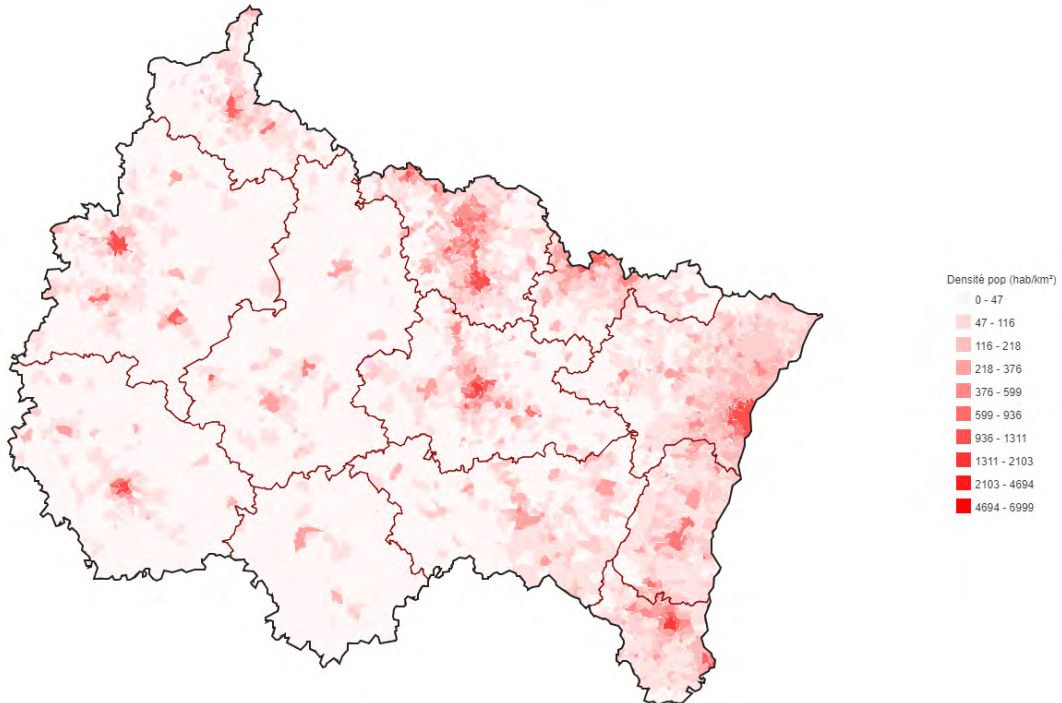 Densité pop (hab/km²)
0 - 47
47 - 116
116 - 218
218 - 376
376 - 599
599 - 936
936 - 1311
1311 - 2103
2103 - 4694
4694 - 6999